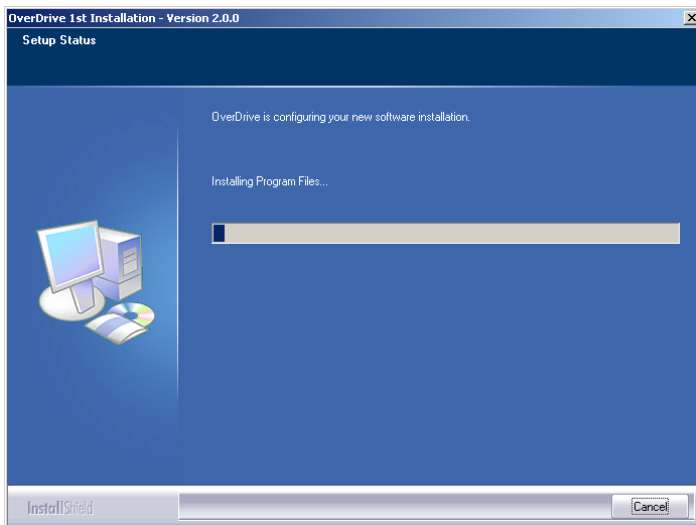 OverDrive 1st Installation - Version 2.0.0
Setup Status
OverDrive is configuring your new software installation.
Installing Program Files...
InstallShield
Cancel